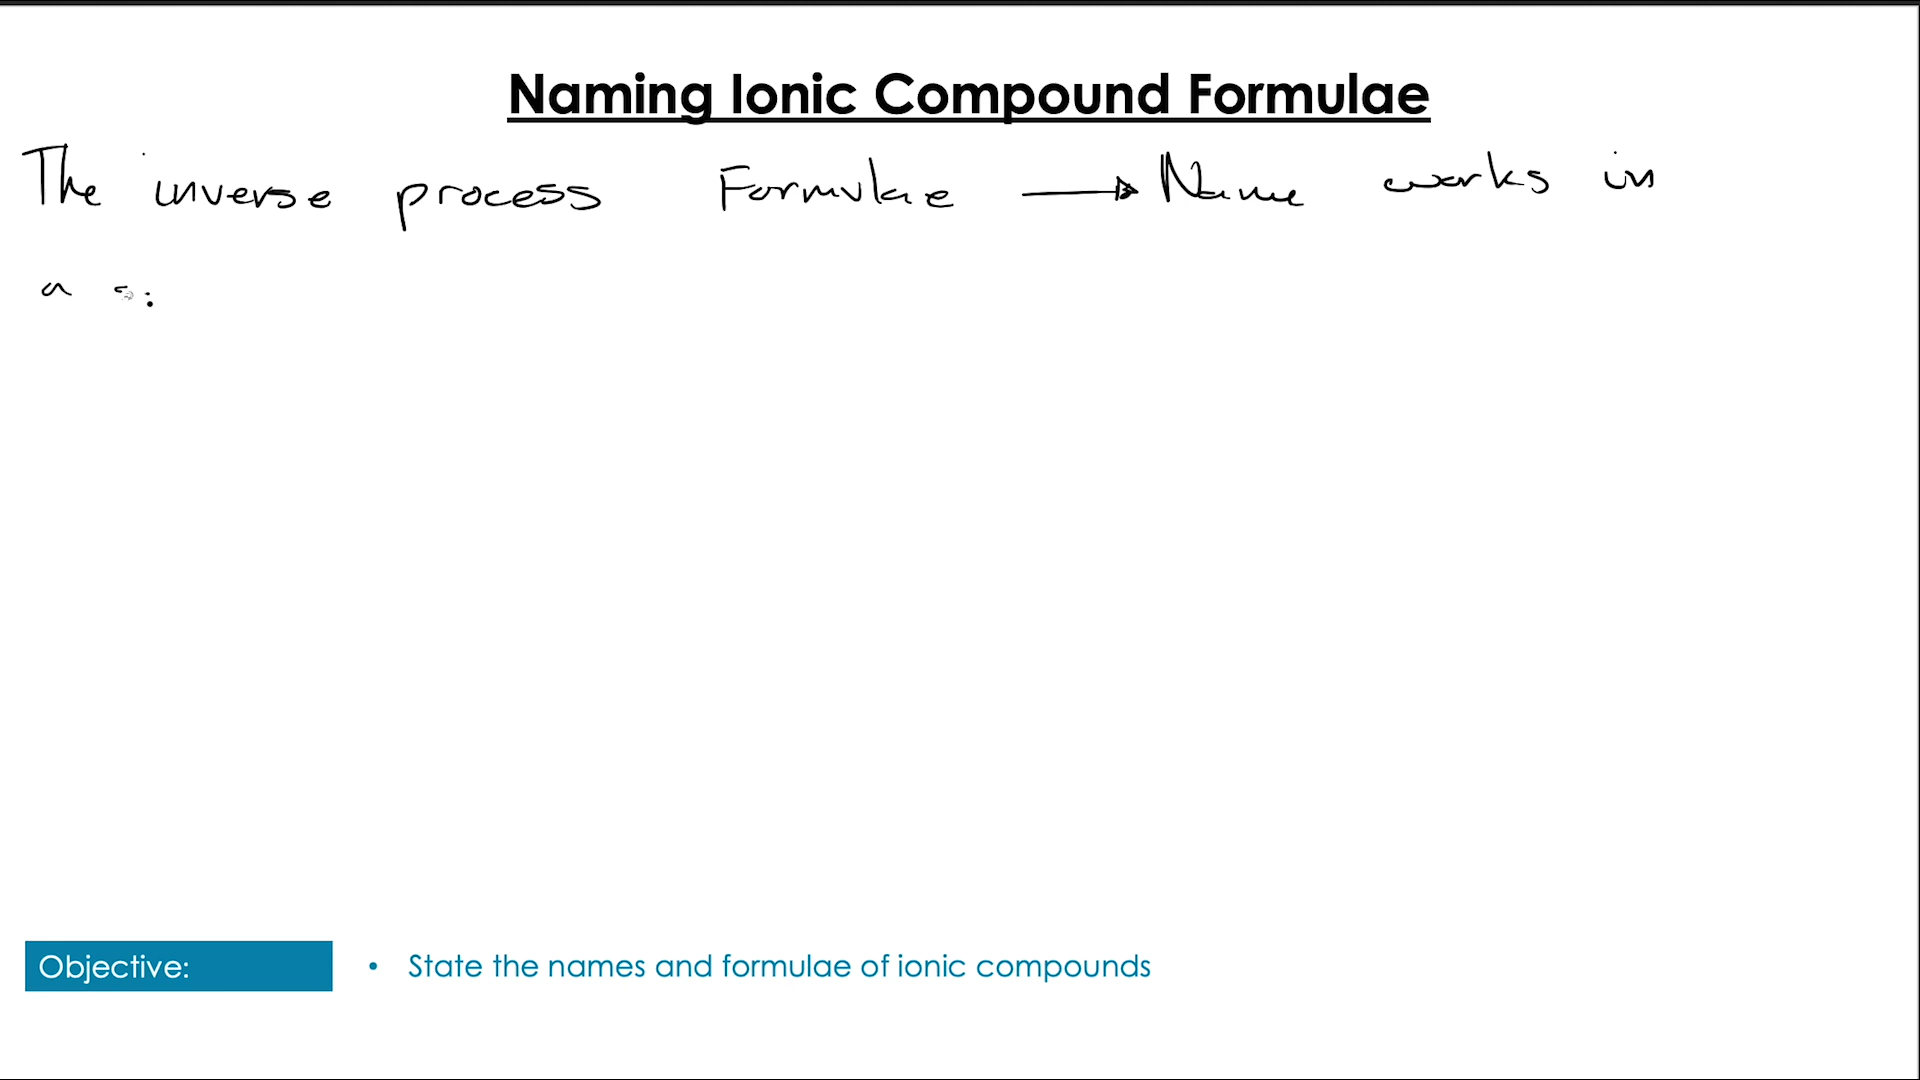 Naming Ionic Compound Formulae
The inverse process Formulae → Name works in
a
Objective:
• State the names and formulae of ionic compounds